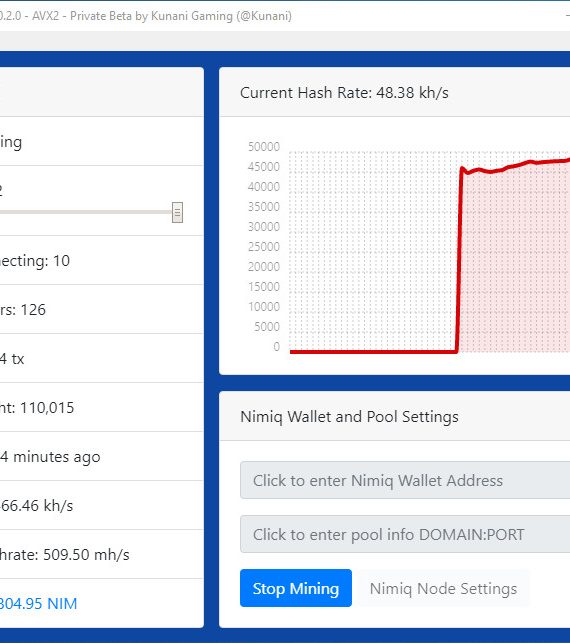 0.2.0 - AVX2 - Private Beta by Kunani Gaming (@Kunani)
ing
2
ecting: 10
rs: 126
4 tx
ht: 110,015
4 minutes ago
66.46 kh/s
hrate: 509.50 mh/s
304.95 NIM
Current Hash Rate: 48.38 kh/s
50000
45000
40000
35000
30000
25000
20000
15000
10000
5000
0
Nimiq Wallet and Pool Settings
Click to enter Nimiq Wallet Address
Click to enter pool info DOMAIN:PORT
Stop Mining
Nimiq Node Settings